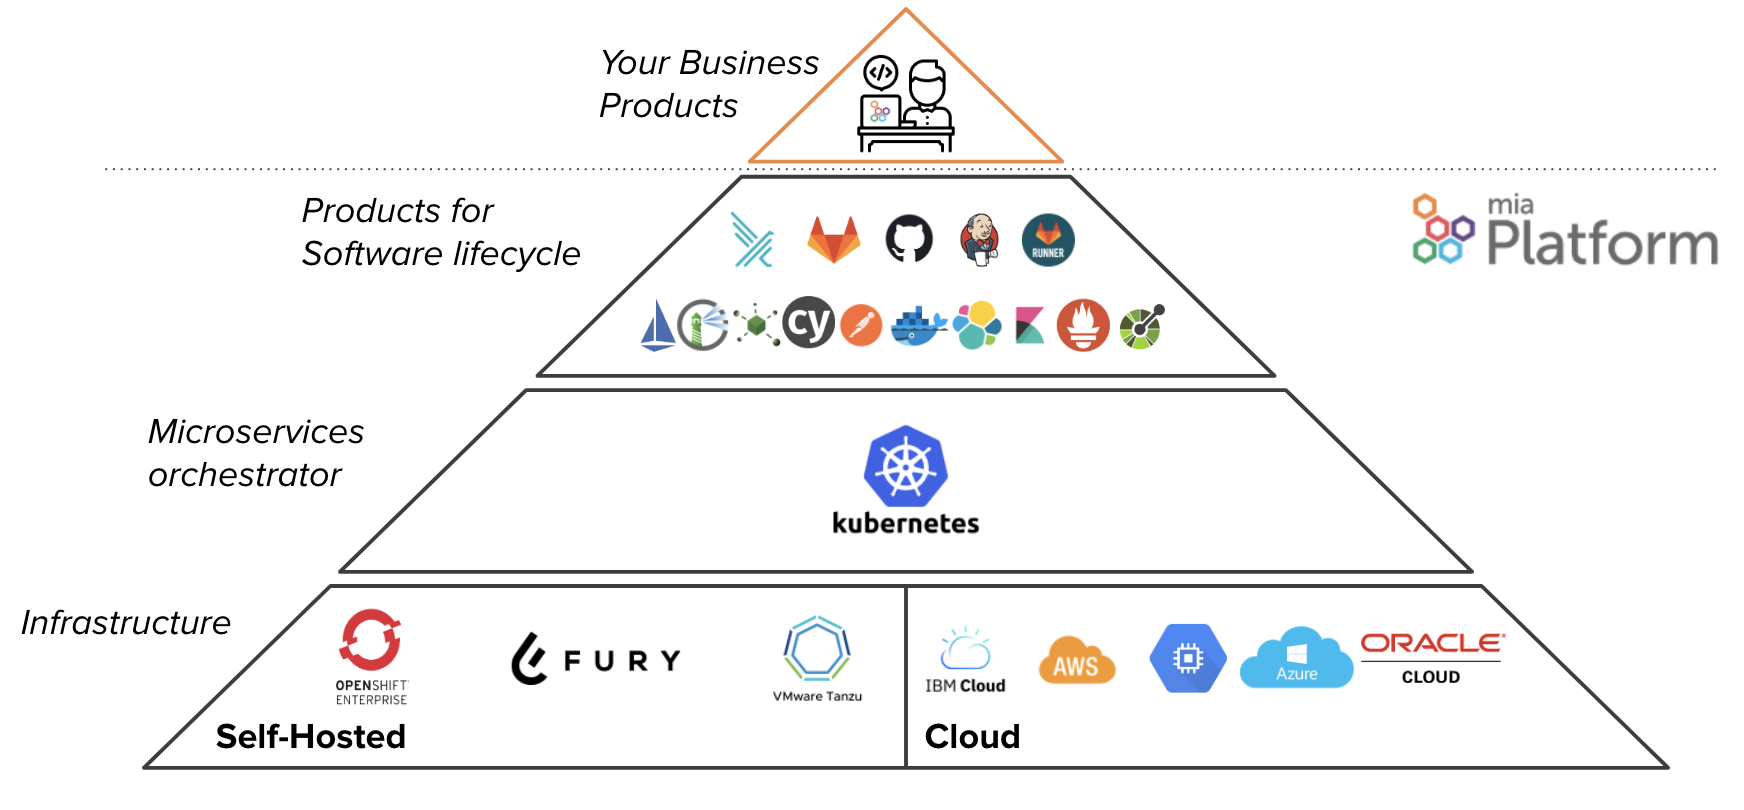 Your Business
Products
</>
Products for
Software lifecycle
mia
Platform
RUNNER
cy
Microservices
orchestrator
kubernetes
Infrastructure
OPENSHIFT
ENTERPRISE
FURY
VMware Tanzu
IBM Cloud
AWS
Azure
ORACLE®
CLOUD
Self-Hosted
Cloud